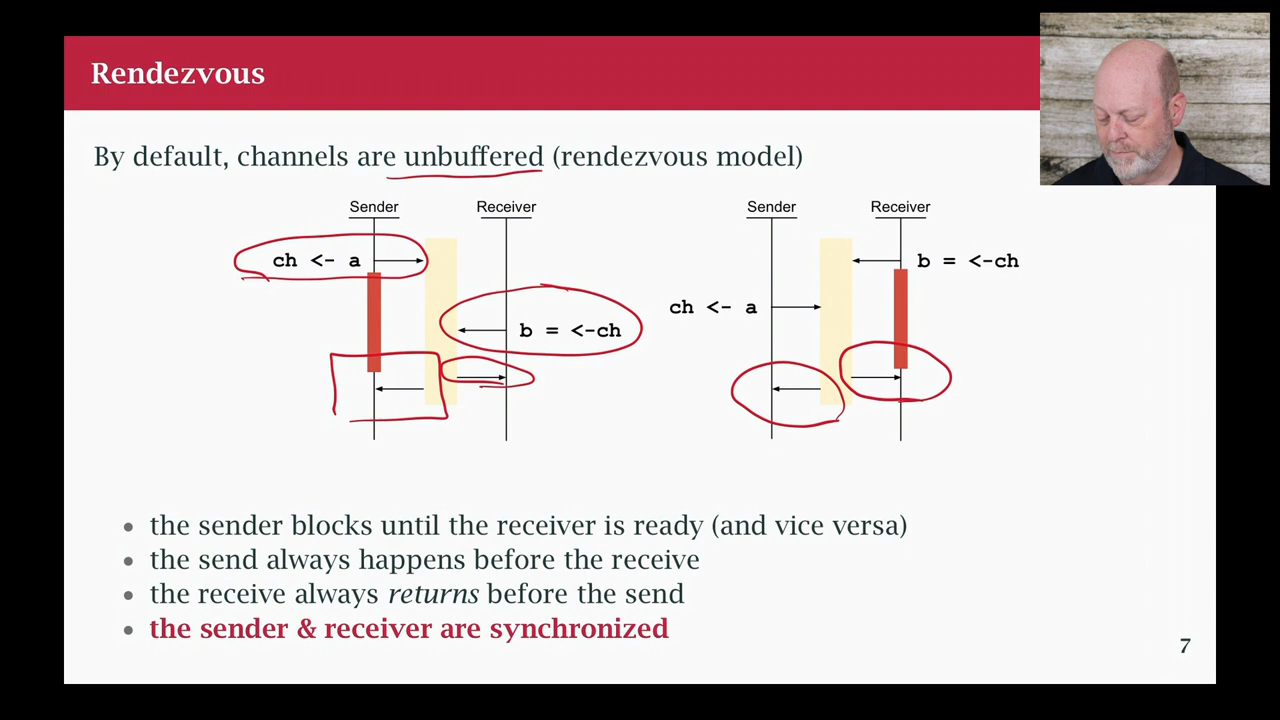 Rendezvous
By default, channels are unbuffered (rendezvous model)
Sender Receiver Sender Receiver
ch <- a b = <-ch
b = <-ch ch <- a
the sender blocks until the receiver is ready (and vice versa)
the send always happens before the receive
the receive always returns before the send
the sender & receiver are synchronized
7